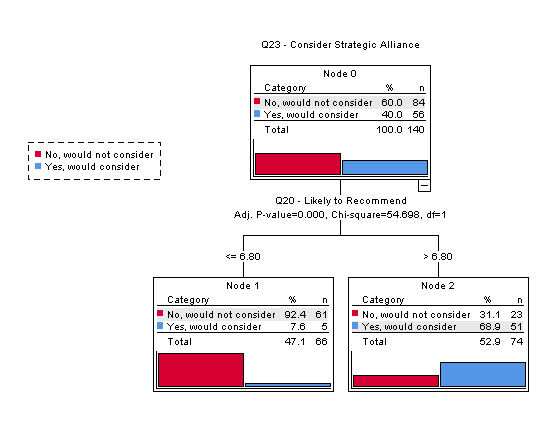 Q23 - Consider Strategic Alliance
Node 0
Category % n
No, would not consider 60.0 84
Yes, would consider 40.0 56
Total 100.0 140
No, would not consider
Yes, would consider
Q20 - Likely to Recommend
Adj. P-value=0.000, Chi-square=54.698, df=1
<= 6.80
> 6.80
Node 1
Category % n
No, would not consider 92.4 61
Yes, would consider 7.6 5
Total 47.1 66
Node 2
Category % n
No, would not consider 31.1 23
Yes, would consider 68.9 51
Total 52.9 74